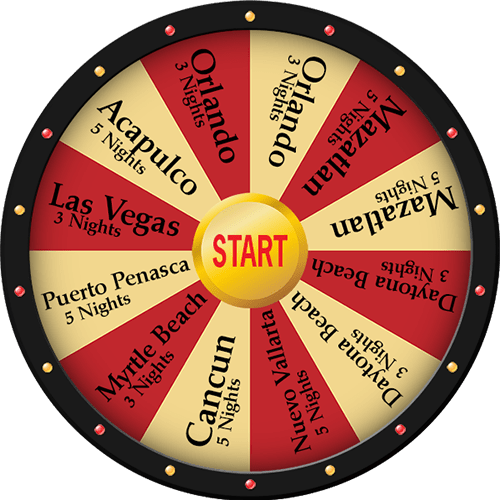 Orlando
3 Nights
Mazatlan
5 Nights
Mazatlan
5 Nights
Daytona Beach
3 Nights
Daytona Beach
3 Nights
Nuevo Vallarta
5 Nights
Cancun
5 Nights
Myrtle Beach
3 Nights
Puerto Penasca
5 Nights
Las Vegas
3 Nights
Acapulco
5 Nights
Orlando
3 Nights
START